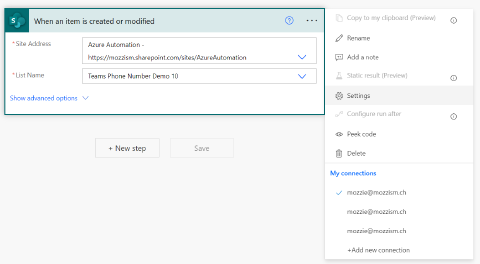 When an item is created or modified
* Site Address
Azure Automation -
https://mozzism.sharepoint.com/sites/AzureAutomation
* List Name
Teams Phone Number Demo 10
Show advanced options
+ New step
Save
Copy to my clipboard (Preview)
Rename
Add a note
Static result (Preview)
Settings
Configure run after
Peek code
Delete
My connections
mozzie@mozzism.ch
mozzie@mozzism.ch
mozzie@mozzism.ch
+Add new connection